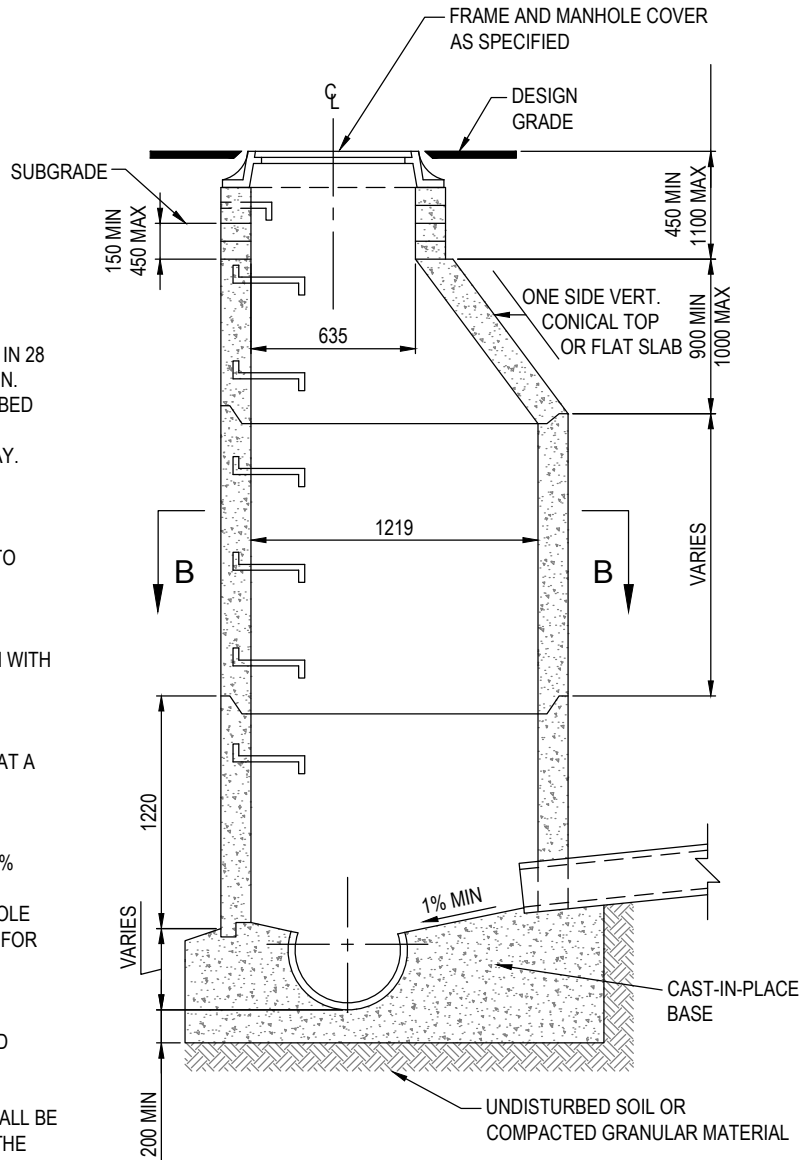 FRAME AND MANHOLE COVER
AS SPECIFIED
℄
DESIGN
GRADE
SUBGRADE
150 MIN
450 MAX
450 MIN
1100 MAX
ONE SIDE VERT.
CONICAL TOP
OR FLAT SLAB
900 MIN
1000 MAX
635
IN 28
N.
BED
AY.
1219
TO
B
B
VARIES
WITH
AT A
1220
%
1% MIN
OLE
FOR
VARIES
CAST-IN-PLACE
BASE
D
ALL BE
THE
200 MIN
UNDISTURBED SOIL OR
COMPACTED GRANULAR MATERIAL